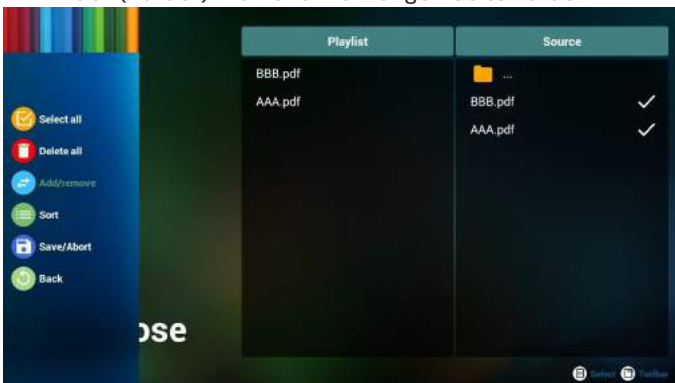 Playlist
Source
BBB.pdf
...
AAA.pdf
BBB.pdf
AAA.pdf
Select all
Delete all
Add/remove
Sort
Save/Abort
Back
ose
Select
Toolbar